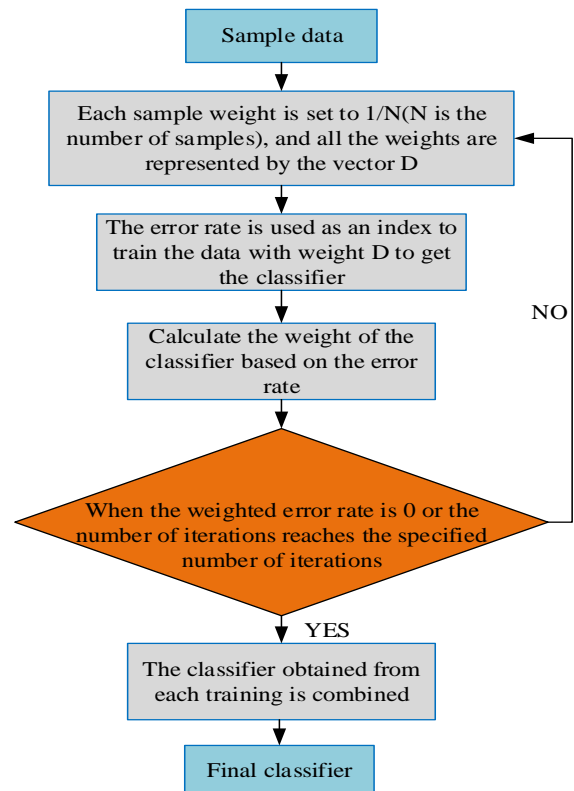 Sample data
Each sample weight is set to 1/N(N is the
number of samples), and all the weights are
represented by the vector D
The error rate is used as an index to
train the data with weight D to get
the classifier
NO
Calculate the weight of the
classifier based on the error
rate
When the weighted error rate is 0 or the
number of iterations reaches the specified
number of iterations
YES
The classifier obtained from
each training is combined
Final classifier